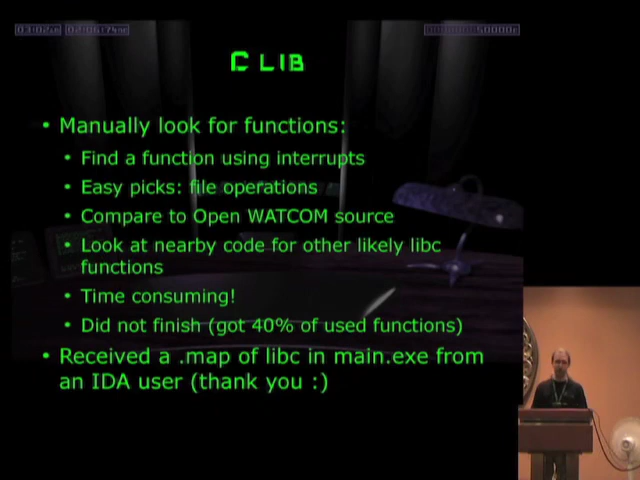 C LIB
• Manually look for functions:
• Find a function using interrupts
• Easy picks: file operations
• Compare to Open WATCOM source
• Look at nearby code for other likely libc
functions
• Time consuming!
• Did not finish (got 40% of used functions)
• Received a .map of libc in main.exe from
an IDA user (thank you :)